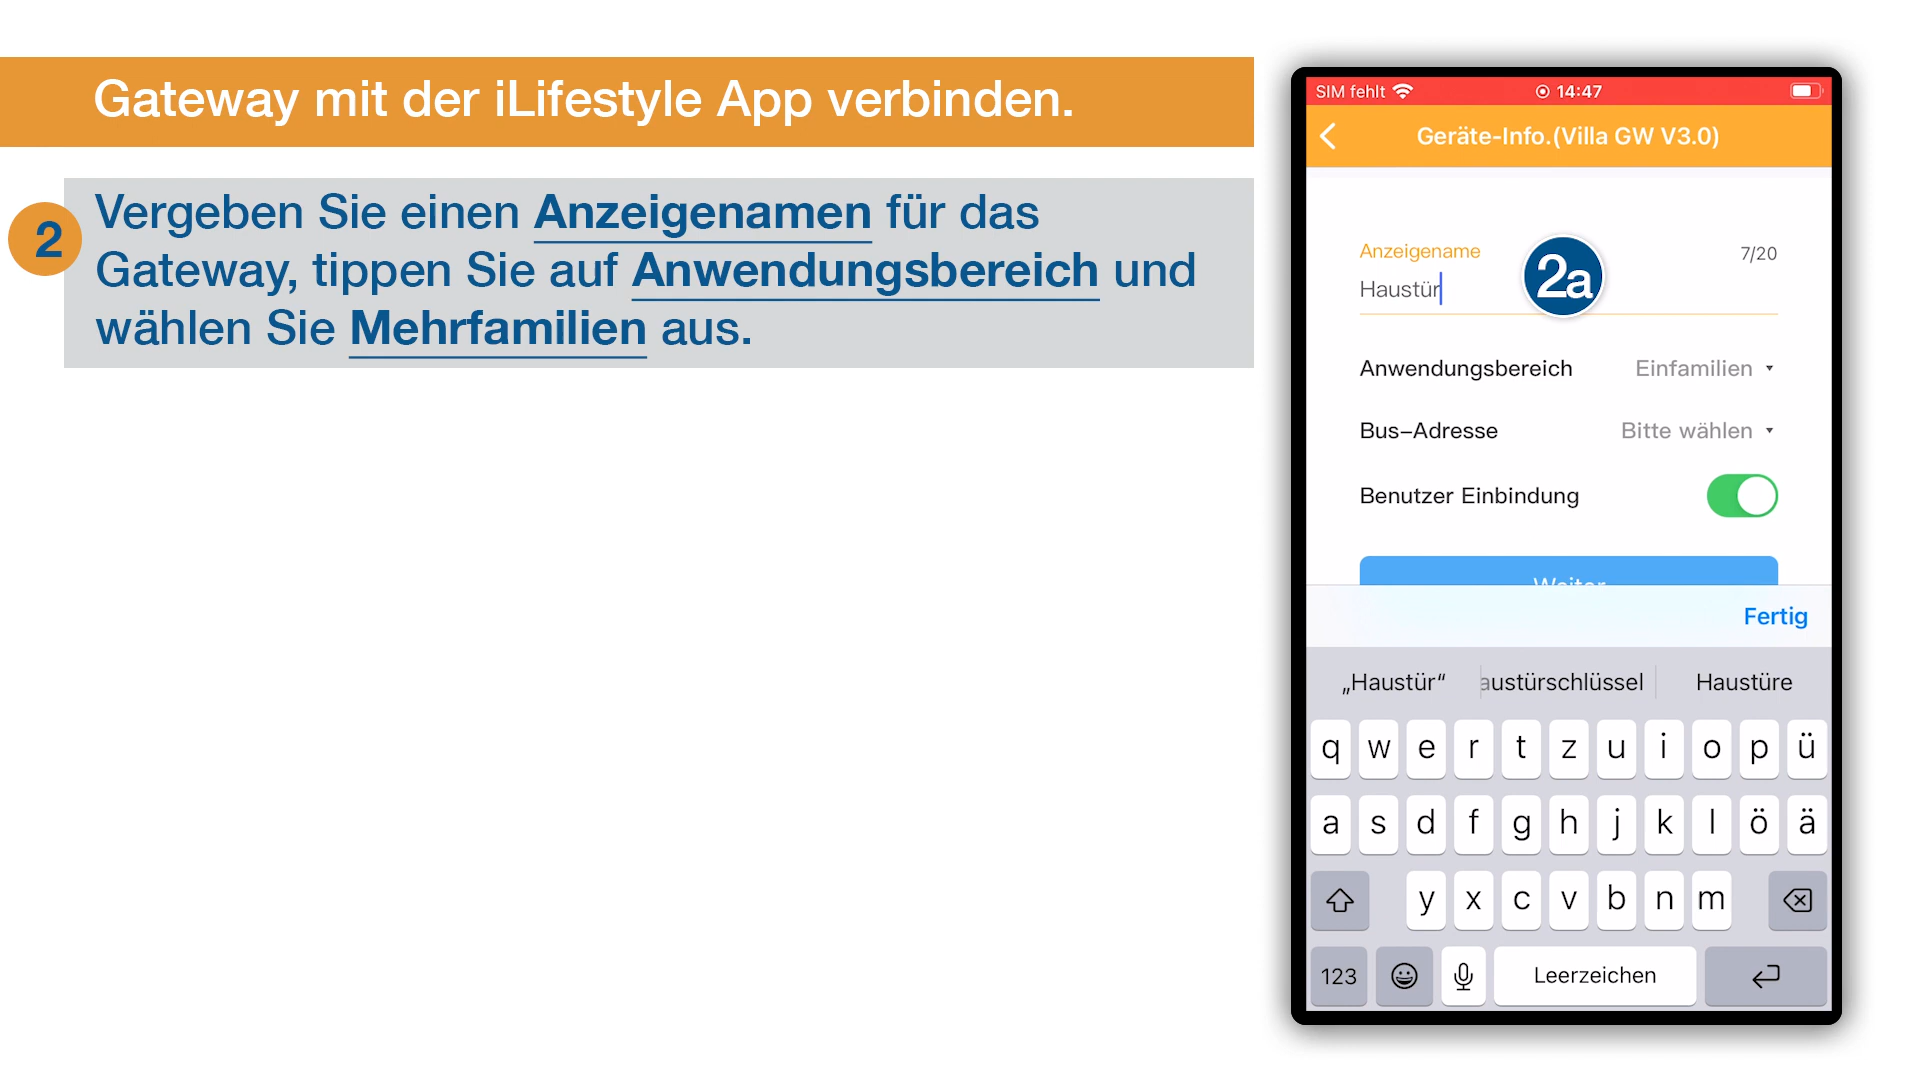 Gateway mit der iLifestyle App verbinden.
2
Vergeben Sie einen Anzeigenamen für das
Gateway, tippen Sie auf Anwendungsbereich und
wählen Sie Mehrfamilien aus.
SIM fehlt
14:47
Geräte-Info.(Villa GW V3.0)
Anzeigename
7/20
Haustür
2a
Anwendungsbereich
Einfamilien
Bus-Adresse
Bitte wählen
Benutzer Einbindung
Weiter
Fertig
„Haustür“
austürschlüssel
Haustüre
q w e r t z u i o p ü
a s d f g h j k l ö ä
y x c v b n m
123
Leerzeichen